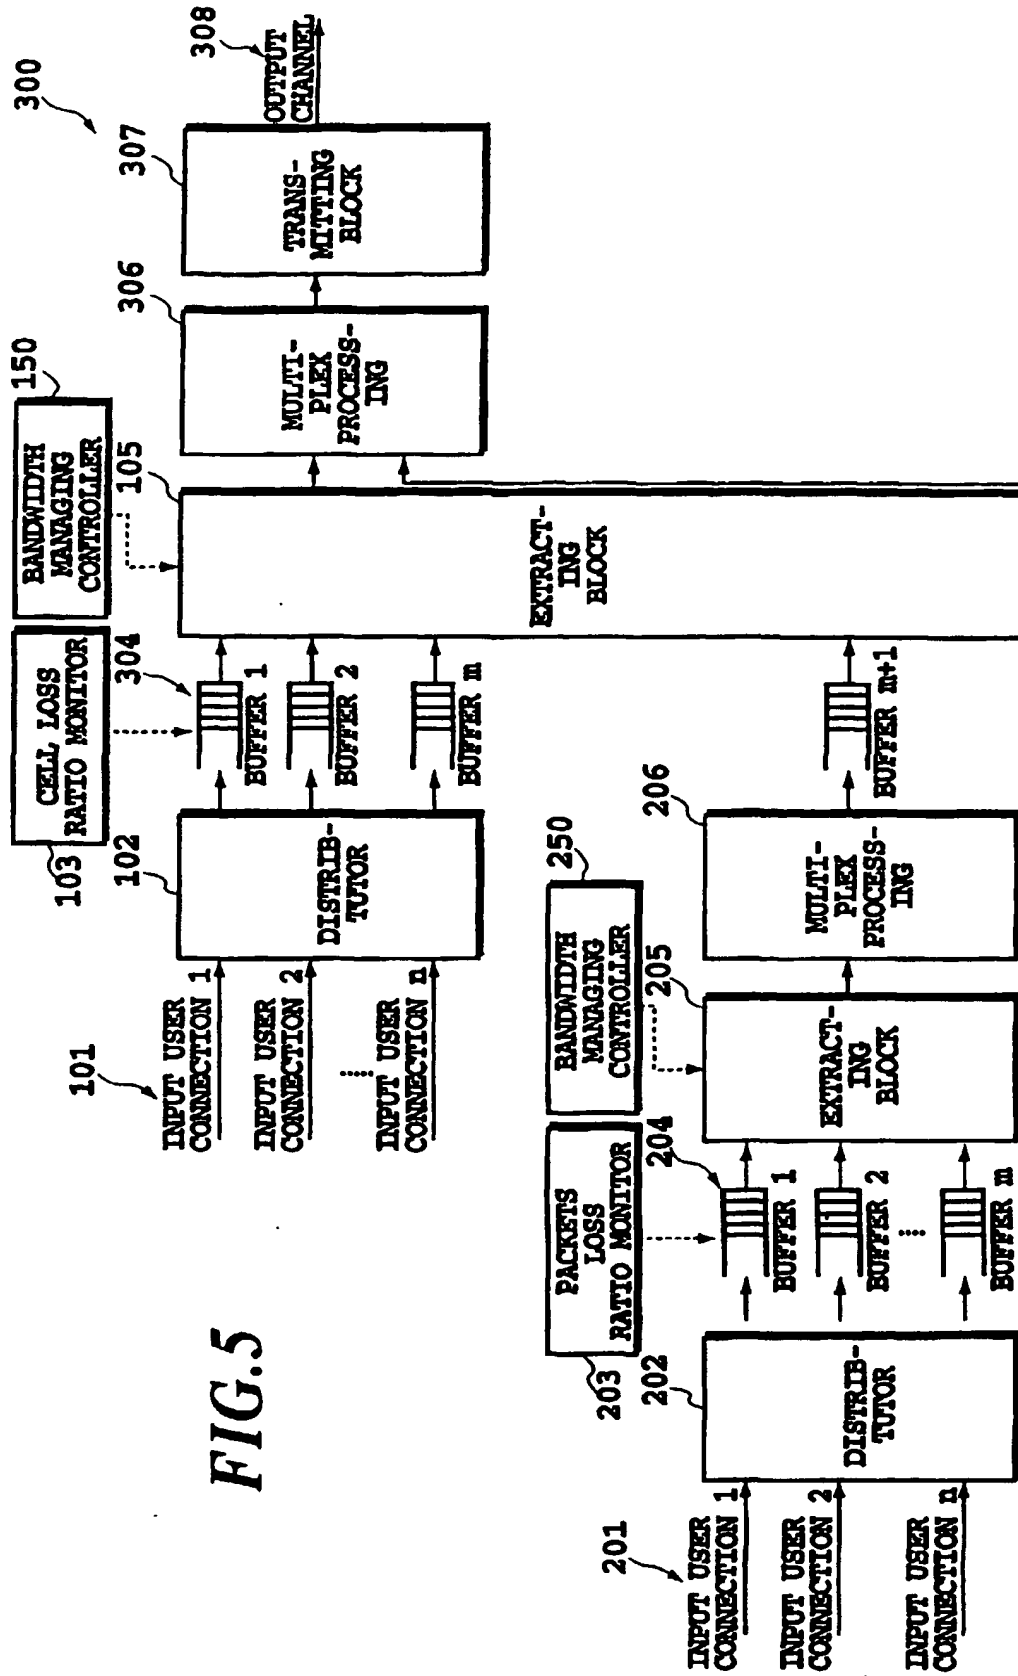 FIG.5
300
101
INPUT USER
CONNECTION 1
INPUT USER
CONNECTION 2
INPUT USER
CONNECTION n
102
DISTRIB-
TUTOR
103
CELL LOSS
RATIO MONITOR
304
BUFFER 1
BUFFER 2
BUFFER m
150
BANDWIDTH
MANAGING
CONTROLLER
105
EXTRACT-
ING
BLOCK
306
MULTI-
PLEX
PROCESS-
ING
307
TRANS-
MITTING
BLOCK
308
OUTPUT
CHANNEL
201
INPUT USER
CONNECTION 1
INPUT USER
CONNECTION 2
INPUT USER
CONNECTION n
202
DISTRIB-
TUTOR
203
PACKETS
LOSS
RATIO MONITOR
204
BUFFER 1
BUFFER 2
BUFFER m
250
BANDWIDTH
MANAGING
CONTROLLER
205
EXTRACT-
ING
BLOCK
206
MULTI-
PLEX
PROCESS-
ING
BUFFER m+1